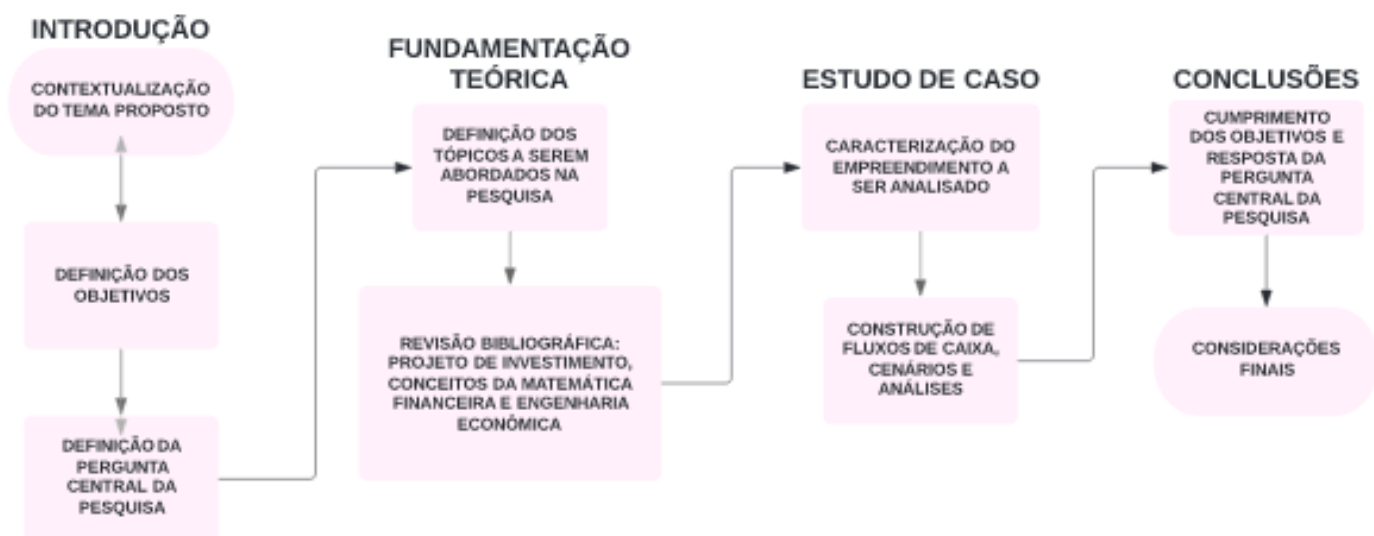 INTRODUÇÃO
CONTEXTUALIZAÇÃO
DO TEMA PROPOSTO
DEFINIÇÃO DOS
OBJETIVOS
DEFINIÇÃO DA
PERGUNTA
CENTRAL DA
PESQUISA
FUNDAMENTAÇÃO
TEÓRICA
DEFINIÇÃO DOS
TÓPICOS A SEREM
ABORDADOS NA
PESQUISA
REVISÃO BIBLIOGRÁFICA:
PROJETO DE INVESTIMENTO,
CONCEITOS DA MATEMÁTICA
FINANCEIRA E ENGENHARIA
ECONÔMICA
ESTUDO DE CASO
CARACTERIZAÇÃO DO
EMPREENDIMENTO A
SER ANALISADO
CONSTRUÇÃO DE
FLUXOS DE CAIXA,
CENÁRIOS E
ANÁLISES
CONCLUSÕES
CUMPRIMENTO
DOS OBJETIVOS E
RESPOSTA DA
PERGUNTA
CENTRAL DA
PESQUISA
CONSIDERAÇÕES
FINAIS